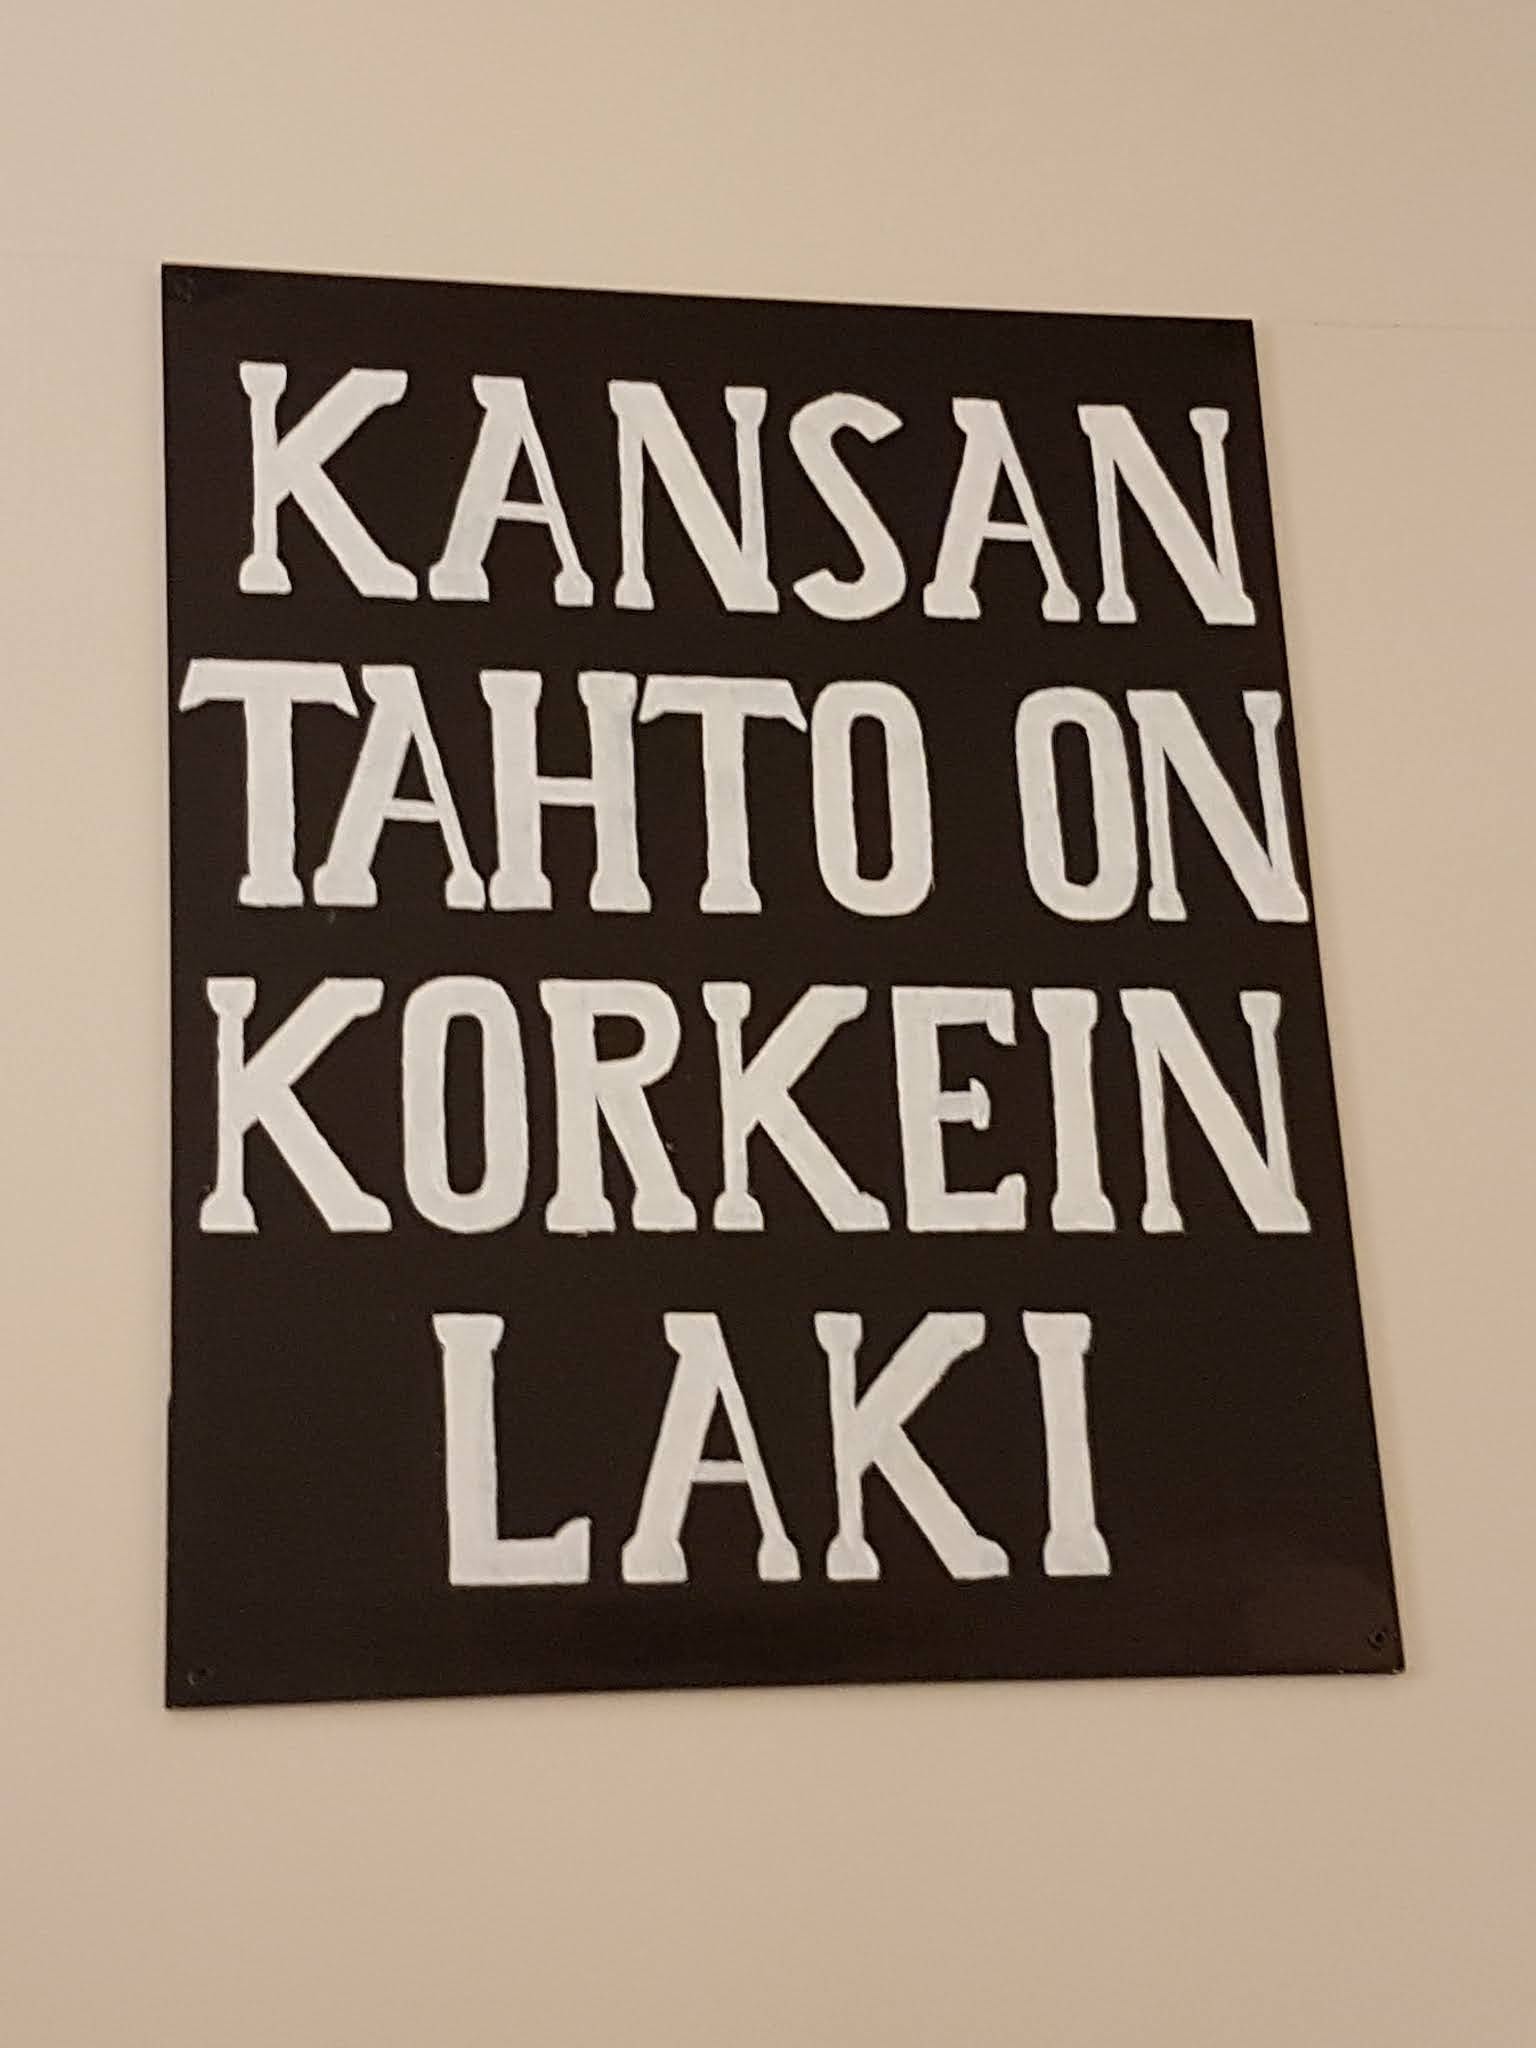 KANSAN
TAHTO ON
KORKEIN
LAKI